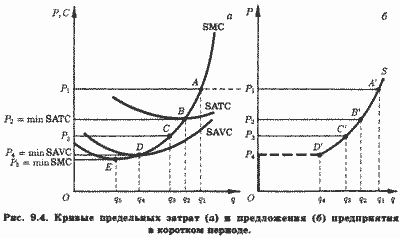 P, C
а
SMC
P₁
A
SATC
P₂ = min SATC
B
SAVC
P₃
C
P₄ = min SAVC
D
P₅ = min SMC
E
O
q₅
q₄
q₃
q₂
q₁
q
P
б
S
P₁
A'
P₂
B'
P₃
C'
P₄
D'
O
q₄
q₃
q₂
q₁
q
Рис. 9.4. Кривые предельных затрат (а) и предложения (б) предприятия
в коротком периоде.